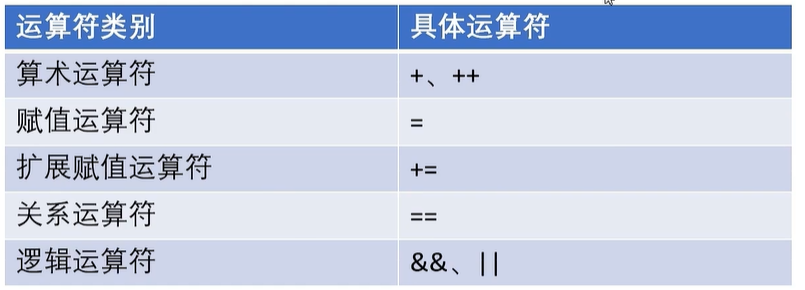 运算符类别 具体运算符
算术运算符 +、++
赋值运算符 =
扩展赋值运算符 +=
关系运算符 ==
逻辑运算符 &&、||